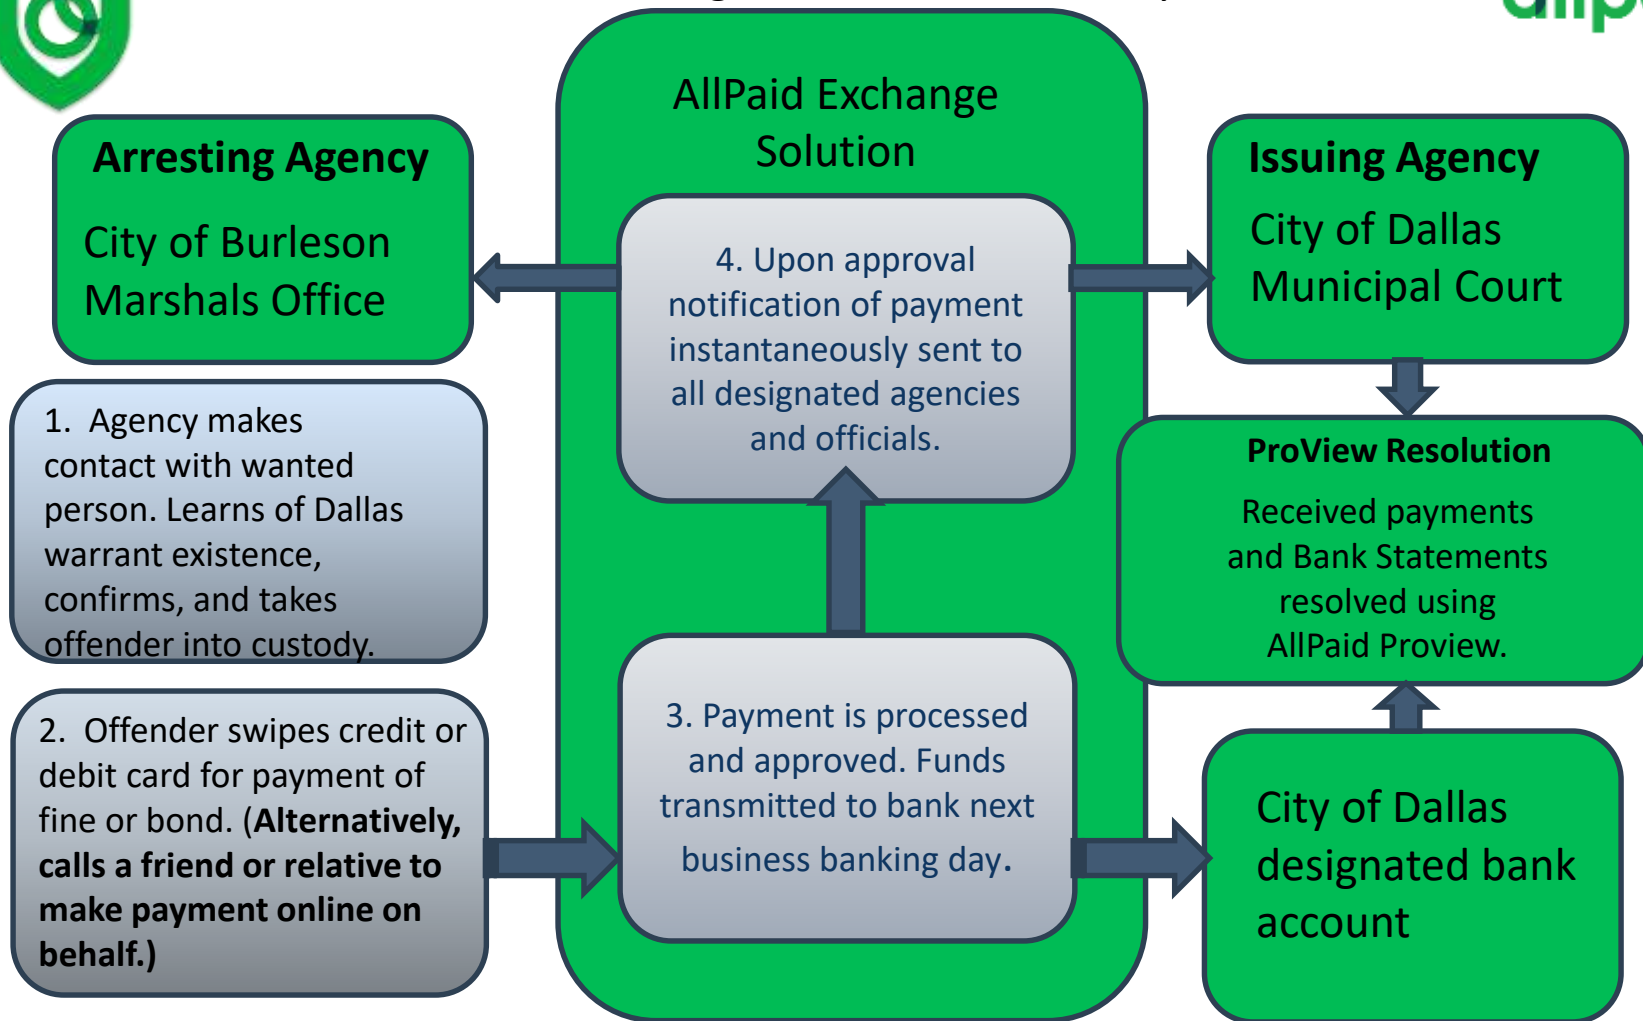 AllPaid Exchange
Solution
Arresting Agency
City of Burleson
Marshals Office
Issuing Agency
City of Dallas
Municipal Court
4. Upon approval
notification of payment
instantaneously sent to
all designated agencies
and officials.
1. Agency makes
contact with wanted
person. Learns of Dallas
warrant existence,
confirms, and takes
offender into custody.
ProView Resolution
Received payments
and Bank Statements
resolved using
AllPaid Proview.
2. Offender swipes credit or
debit card for payment of
fine or bond. (Alternatively,
calls a friend or relative to
make payment online on
behalf.)
3. Payment is processed
and approved. Funds
transmitted to bank next
business banking day.
City of Dallas
designated bank
account